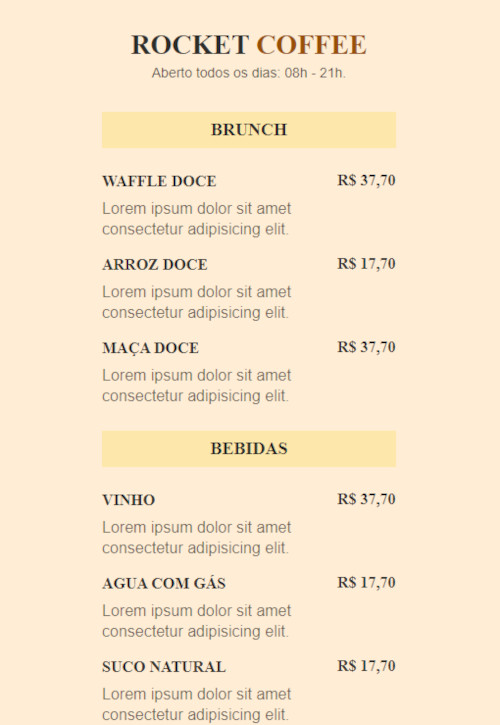 ROCKET COFFEE
Aberto todos os dias: 08h - 21h.
BRUNCH
WAFFLE DOCE R$ 37,70
Lorem ipsum dolor sit amet
consectetur adipisicing elit.
ARROZ DOCE R$ 17,70
Lorem ipsum dolor sit amet
consectetur adipisicing elit.
MAÇA DOCE R$ 37,70
Lorem ipsum dolor sit amet
consectetur adipisicing elit.
BEBIDAS
VINHO R$ 37,70
Lorem ipsum dolor sit amet
consectetur adipisicing elit.
AGUA COM GÁS R$ 17,70
Lorem ipsum dolor sit amet
consectetur adipisicing elit.
SUCO NATURAL R$ 17,70
Lorem ipsum dolor sit amet
consectetur adipisicing elit.